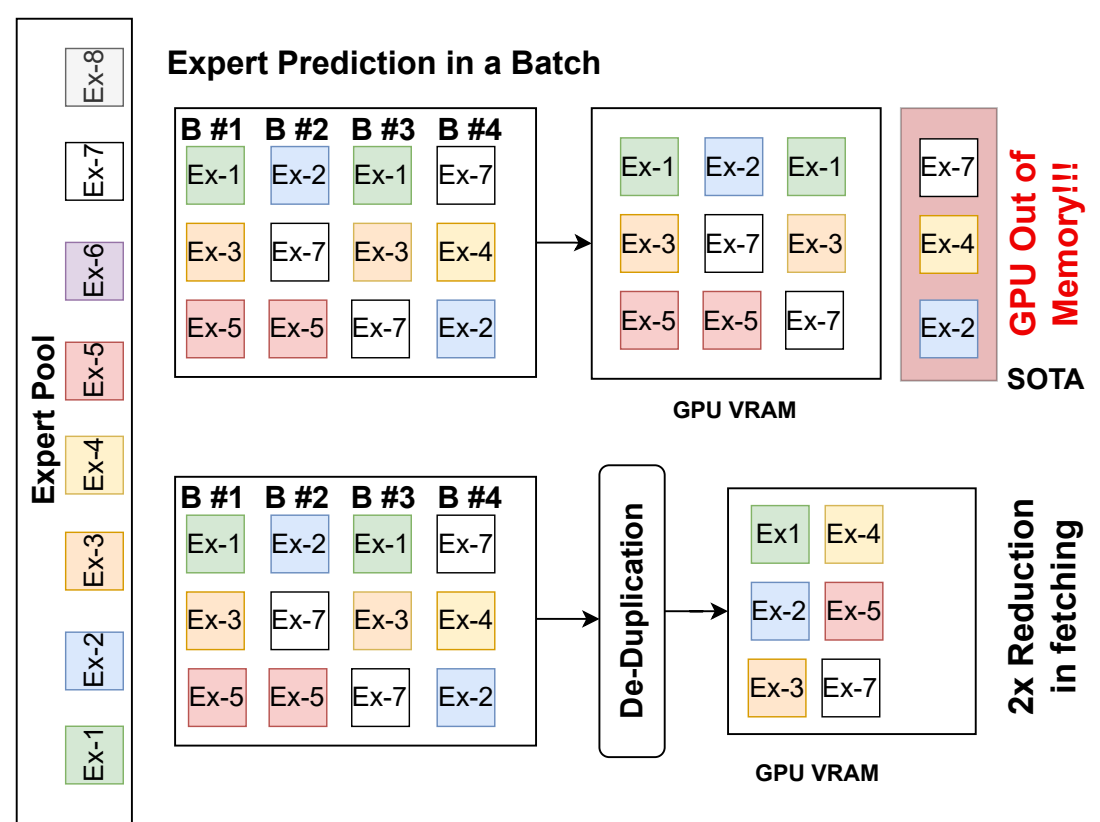 Expert Pool
Ex-8
Ex-7
Ex-6
Ex-5
Ex-4
Ex-3
Ex-2
Ex-1
Expert Prediction in a Batch
B #1 B #2 B #3 B #4
Ex-1 Ex-2 Ex-1 Ex-7
Ex-3 Ex-7 Ex-3 Ex-4
Ex-5 Ex-5 Ex-7 Ex-2
Ex-1 Ex-2 Ex-1
Ex-3 Ex-7 Ex-3
Ex-5 Ex-5 Ex-7
GPU VRAM
Ex-7
Ex-4
Ex-2
GPU Out of
Memory!!!
SOTA
B #1 B #2 B #3 B #4
Ex-1 Ex-2 Ex-1 Ex-7
Ex-3 Ex-7 Ex-3 Ex-4
Ex-5 Ex-5 Ex-7 Ex-2
De-Duplication
Ex1 Ex-4
Ex-2 Ex-5
Ex-3 Ex-7
GPU VRAM
2x Reduction
in fetching